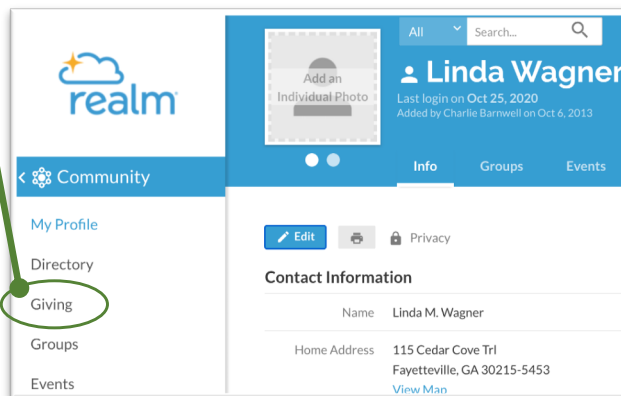 realm
Community
My Profile
Directory
Giving
Groups
Events
Add an
Individual Photo
All
Search...
Linda Wagner
Last login on Oct 25, 2020
Added by Charlie Barnwell on Oct 6, 2013
Info Groups Events
Edit Privacy
Contact Information
Name Linda M. Wagner
Home Address 115 Cedar Cove Trl
Fayetteville, GA 30215-5453
View Map